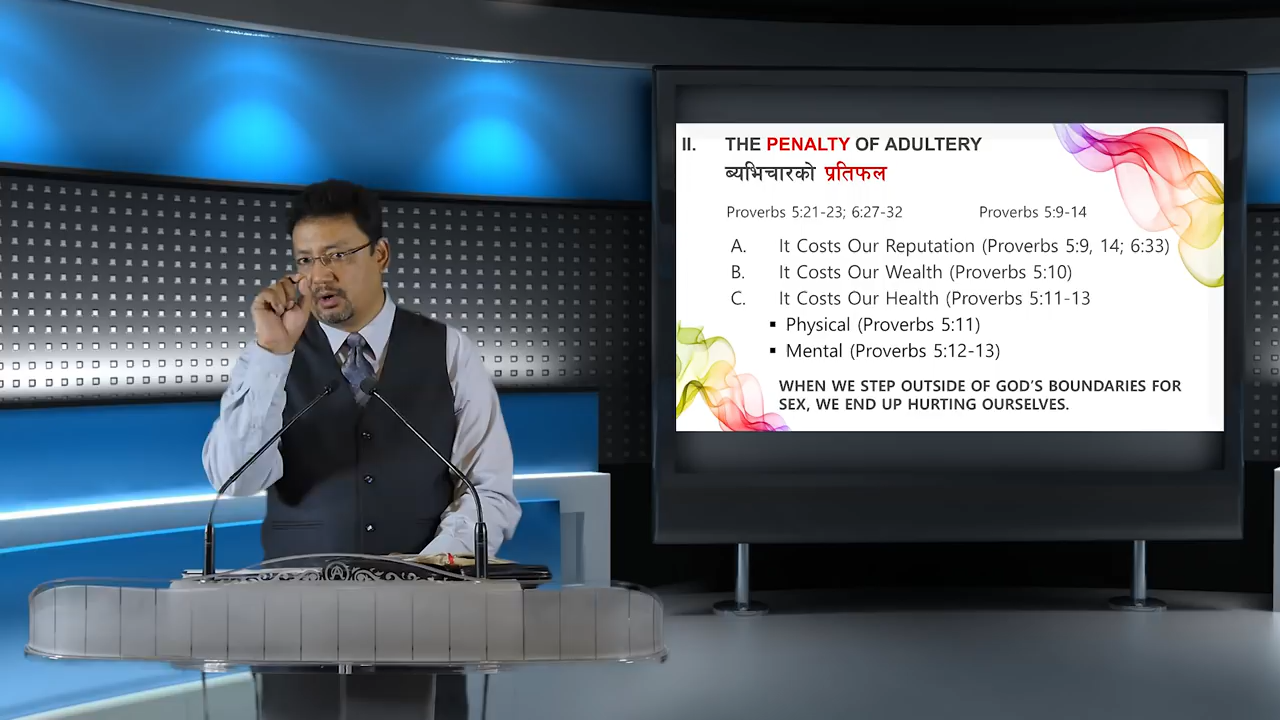 II. THE PENALTY OF ADULTERY
ब्यभिचारको प्रतिफल
Proverbs 5:21-23; 6:27-32 Proverbs 5:9-14
A. It Costs Our Reputation (Proverbs 5:9, 14; 6:33)
B. It Costs Our Wealth (Proverbs 5:10)
C. It Costs Our Health (Proverbs 5:11-13
▪ Physical (Proverbs 5:11)
▪ Mental (Proverbs 5:12-13)
WHEN WE STEP OUTSIDE OF GOD'S BOUNDARIES FOR
SEX, WE END UP HURTING OURSELVES.